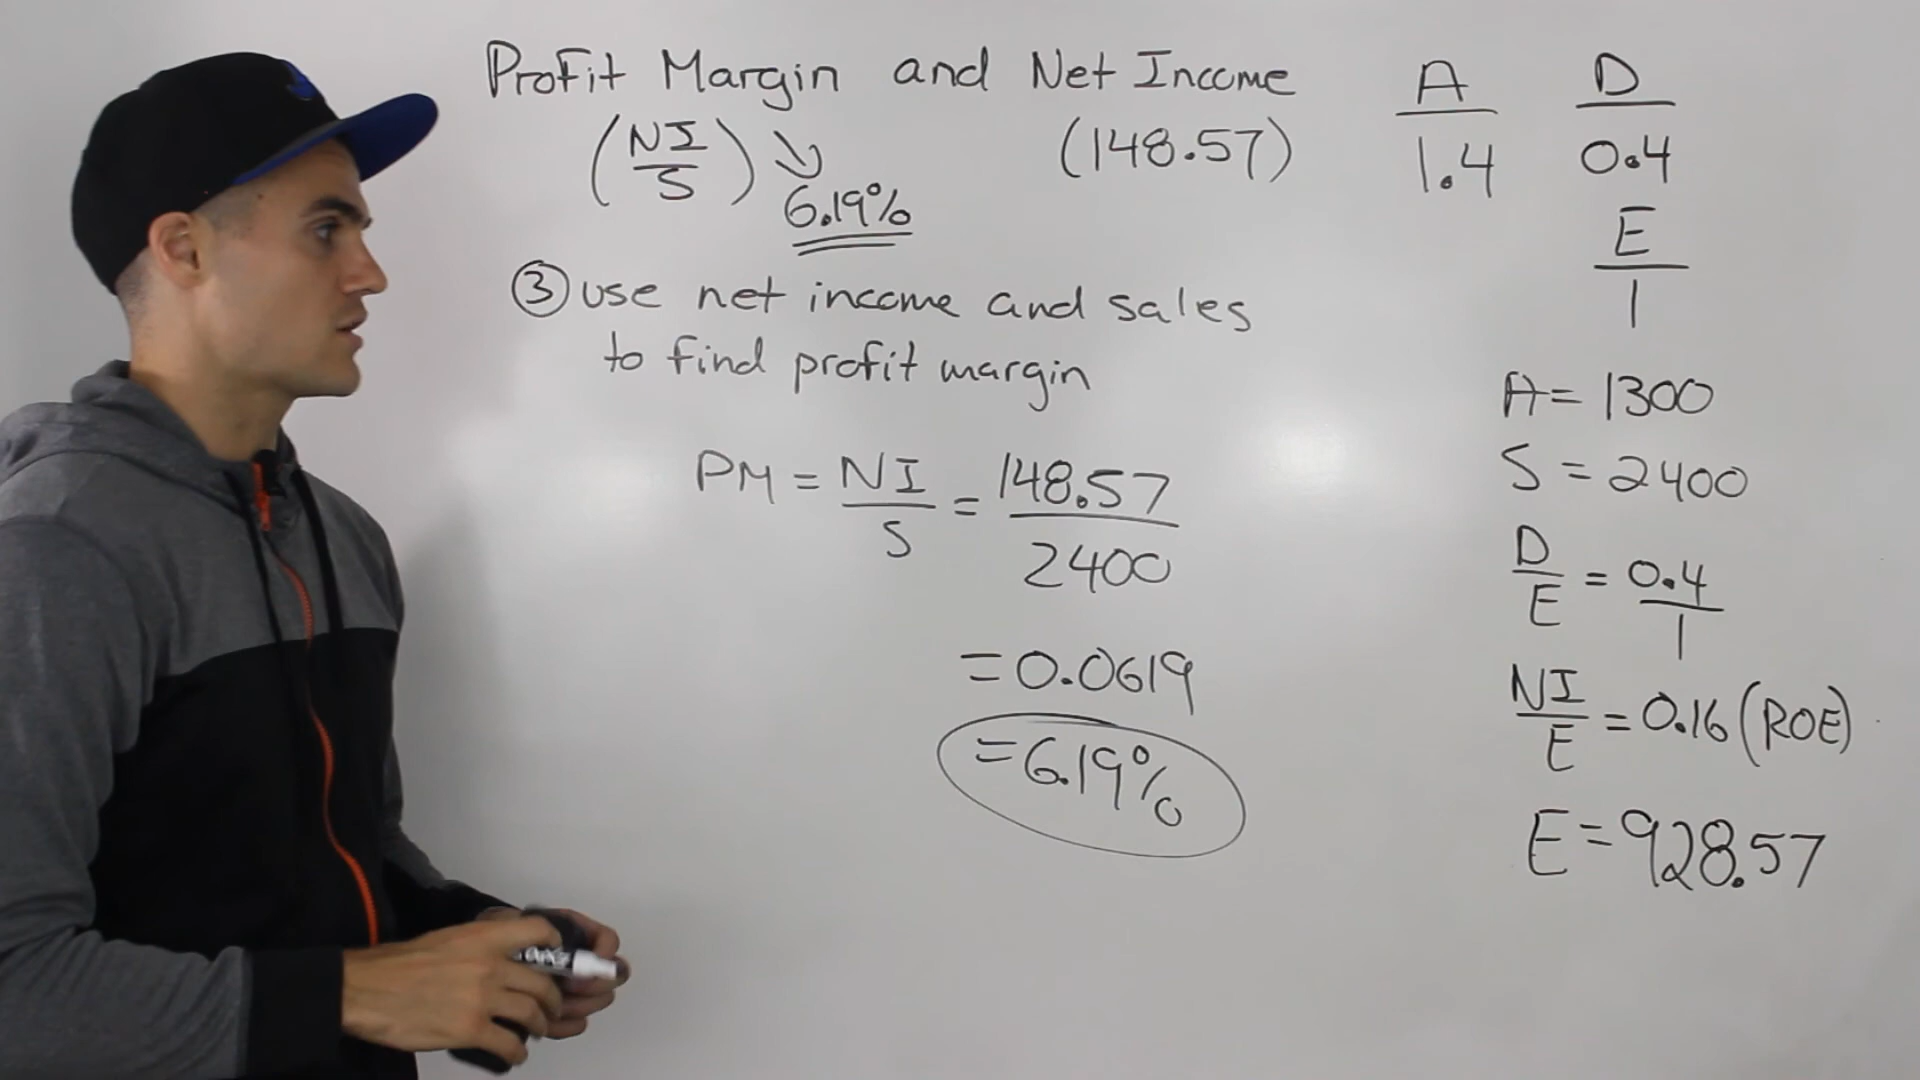 Profit Margin and Net Income
(NI/S) ↘ (148.57)
6.19%
③ use net income and sales
to find profit margin
PM = NI/S = 148.57/2400
= 0.0619
= 6.19%
A D
1.4 0.4
E
1
A = 1300
S = 2400
D/E = 0.4/1
NI/E = 0.16 (ROE)
E = 928.57